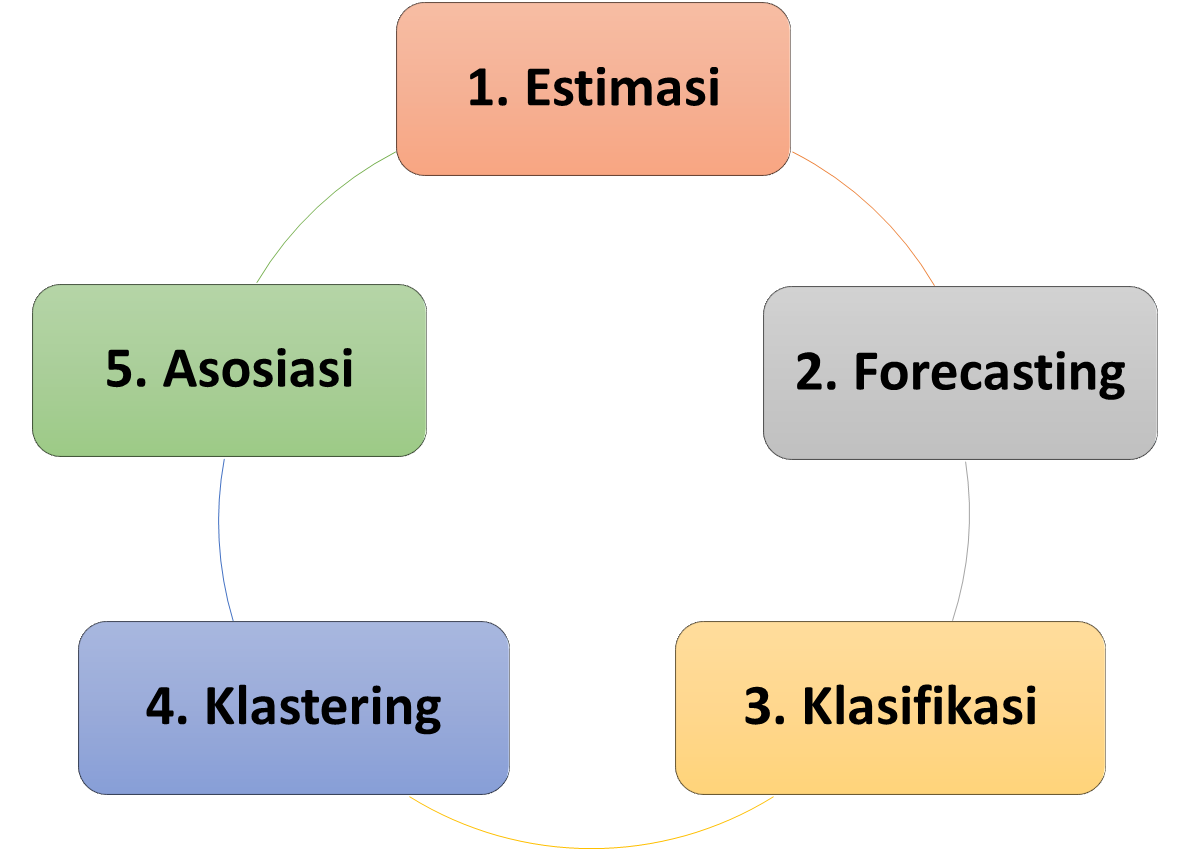 1. Estimasi
2. Forecasting
3. Klasifikasi
4. Klastering
5. Asosiasi